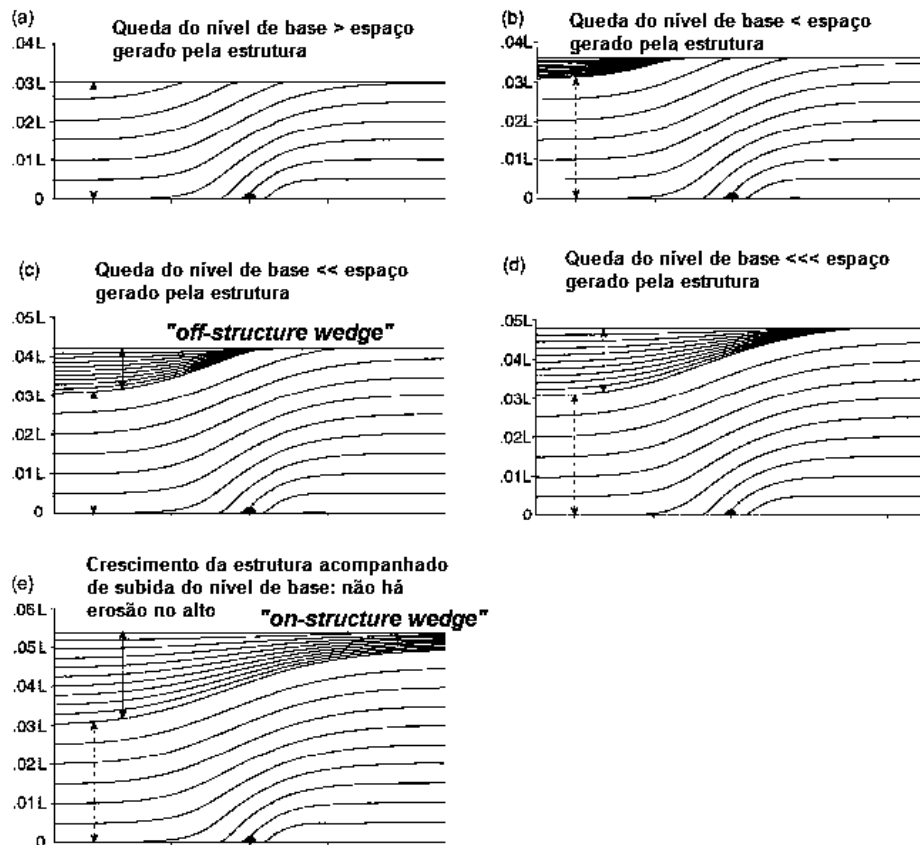 (a)
Queda do nível de base > espaço
gerado pela estrutura
.04L
.03L
.02L
.01L
0
(b)
Queda do nível de base < espaço
gerado pela estrutura
.04L
.03L
.02L
.01L
0
(c)
Queda do nível de base << espaço
gerado pela estrutura
"off-structure wedge"
.05L
.04L
.03L
.02L
.01L
0
(d)
Queda do nível de base <<< espaço
gerado pela estrutura
.05L
.04L
.03L
.02L
.01L
0
(e)
Crescimento da estrutura acompanhado
de subida do nível de base: não há
erosão no alto
"on-structure wedge"
.06L
.05L
.04L
.03L
.02L
.01L
0